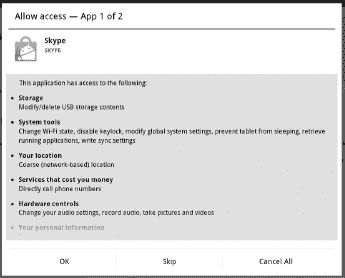 Allow access — App 1 of 2
Skype
SKYPE
This application has access to the following:
• Storage
Modify/delete USB storage contents
• System tools
Change Wi-Fi state, disable keylock, modify global system settings, prevent tablet from sleeping, retrieve
running applications, write sync settings
• Your location
Coarse (network-based) location
• Services that cost you money
Directly call phone numbers
• Hardware controls
Change your audio settings, record audio, take pictures and videos
• Your personal information
OK
Skip
Cancel All